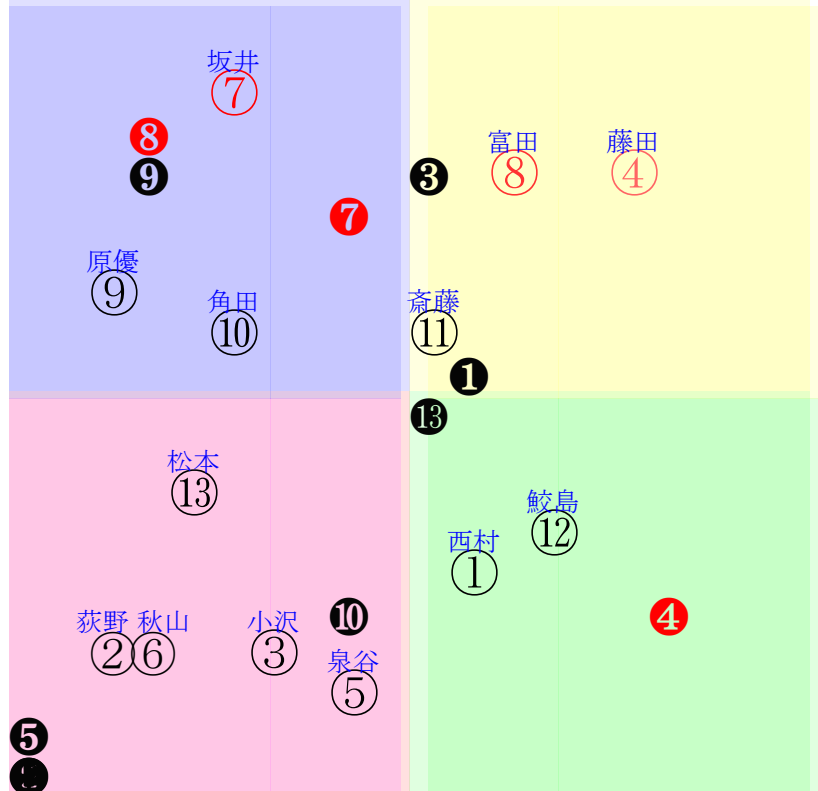 坂井
⑦
❽
❾
❸
富田
⑧
藤田
④
❼
原優
⑨
角田
⑩
斎藤
⑪
❶
⓭
松本
⑬
鮫島
⑫
西村
①
荻野 秋山
②⑥
小沢
③
❿
❹
泉谷
⑤
❺